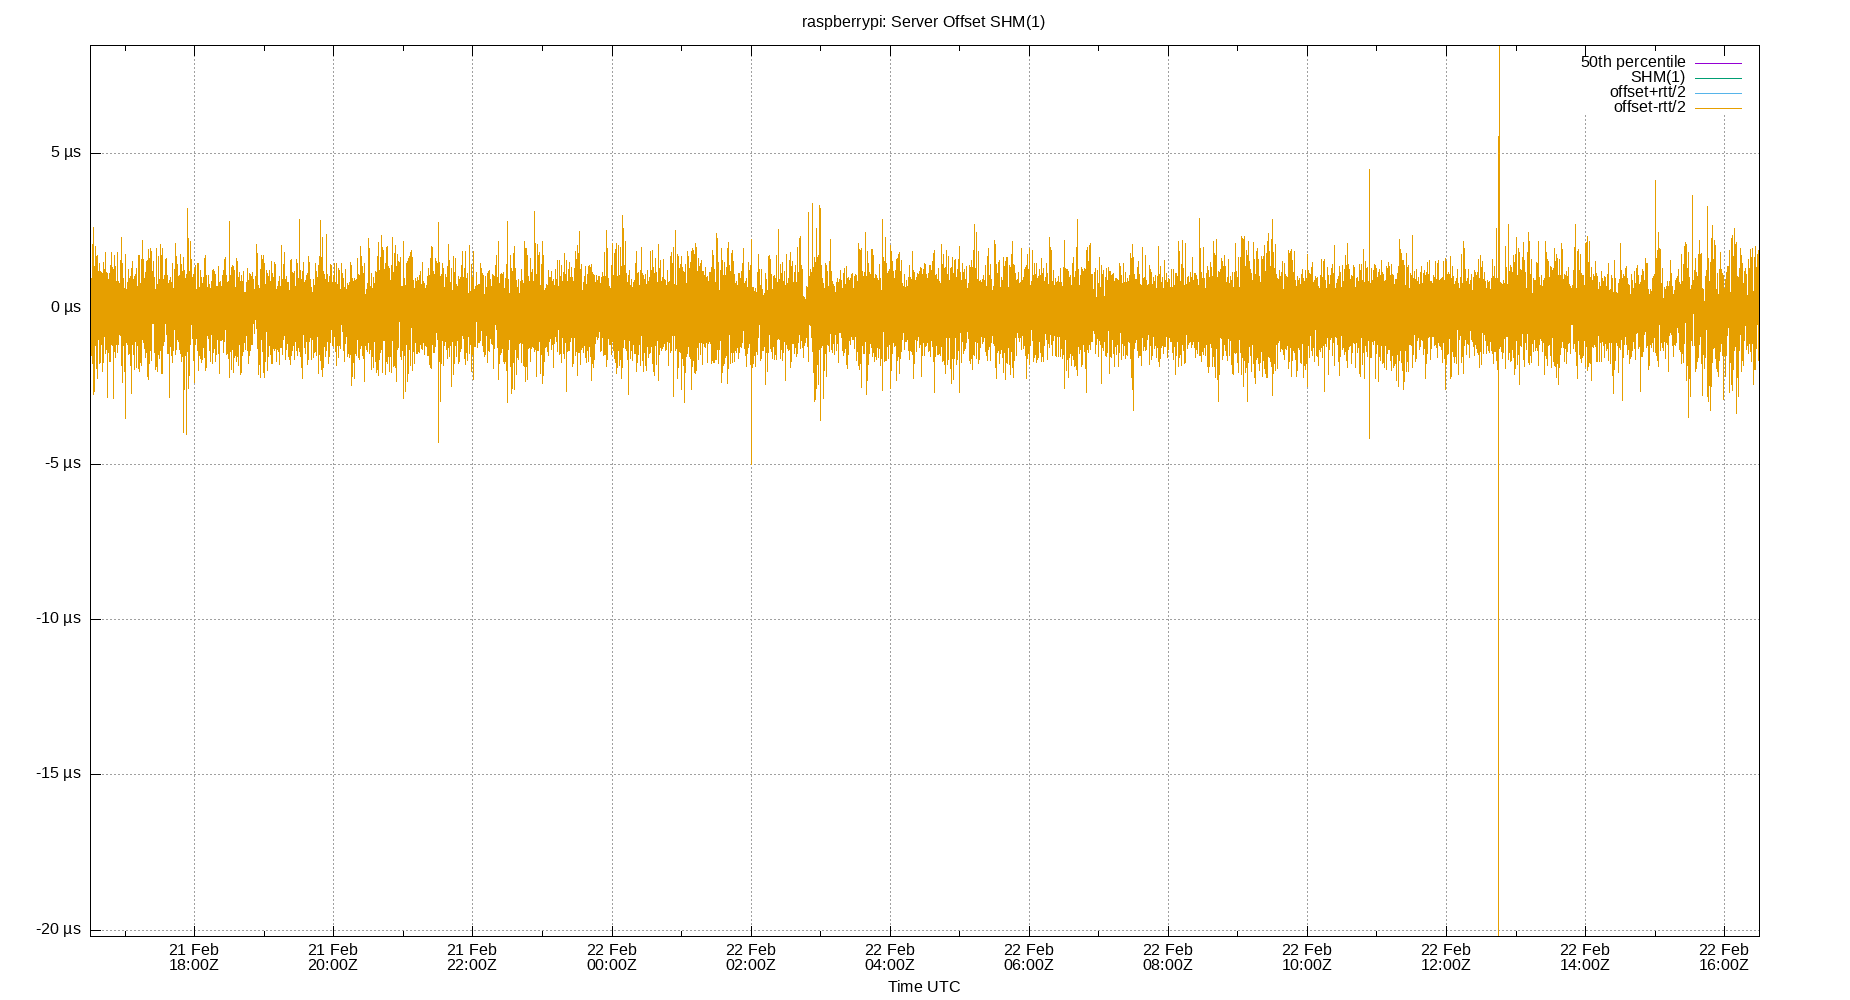 raspberrypi: Server Offset SHM(1)
50th percentile
SHM(1)
offset+rtt/2
offset-rtt/2
5 µs
0 µs
-5 µs
-10 µs
-15 µs
-20 µs
21 Feb 21 Feb 21 Feb 22 Feb 22 Feb 22 Feb 22 Feb 22 Feb 22 Feb 22 Feb 22 Feb 22 Feb
18:00Z 20:00Z 22:00Z 00:00Z 02:00Z 04:00Z 06:00Z 08:00Z 10:00Z 12:00Z 14:00Z 16:00Z
Time UTC